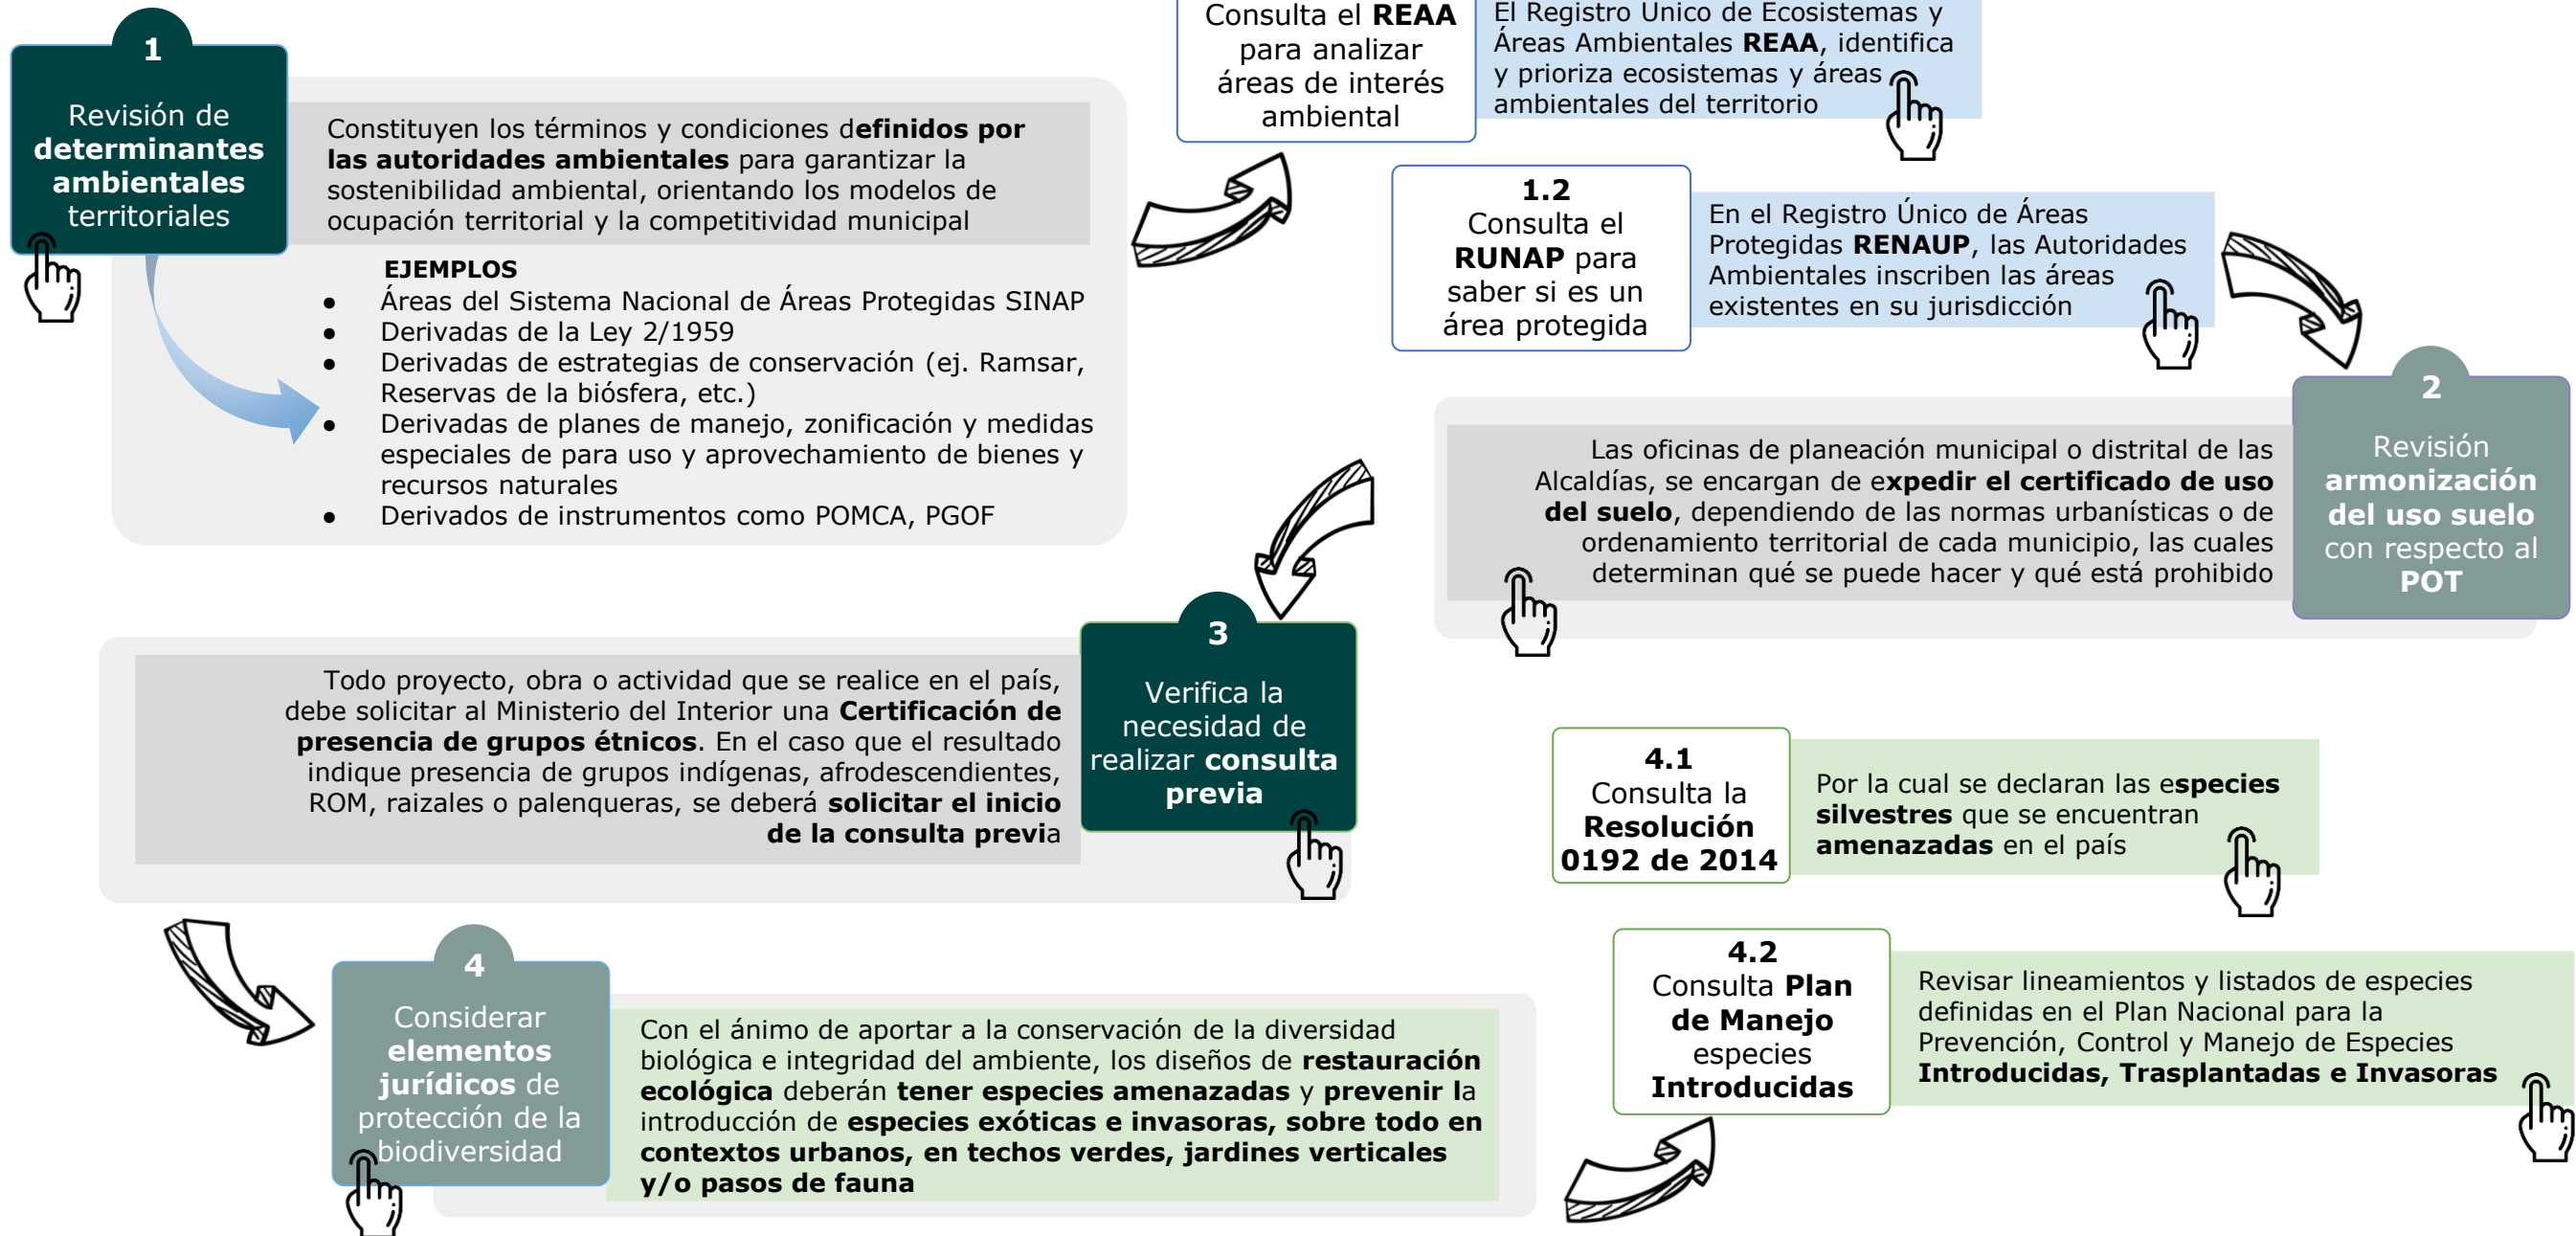 1
Revisión de
determinantes
ambientales
territoriales
Constituyen los términos y condiciones definidos por
las autoridades ambientales para garantizar la
sostenibilidad ambiental, orientando los modelos de
ocupación territorial y la competitividad municipal
EJEMPLOS
● Áreas del Sistema Nacional de Áreas Protegidas SINAP
● Derivadas de la Ley 2/1959
● Derivadas de estrategias de conservación (ej. Ramsar,
Reservas de la biósfera, etc.)
● Derivadas de planes de manejo, zonificación y medidas
especiales de para uso y aprovechamiento de bienes y
recursos naturales
● Derivados de instrumentos como POMCA, PGOF
Consulta el REAA
para analizar
áreas de interés
ambiental
El Registro Único de Ecosistemas y
Áreas Ambientales REAA, identifica
y prioriza ecosistemas y áreas
ambientales del territorio
1.2
Consulta el
RUNAP para
saber si es un
área protegida
En el Registro Único de Áreas
Protegidas RENAUP, las Autoridades
Ambientales inscriben las áreas
existentes en su jurisdicción
2
Revisión
armonización
del uso suelo
con respecto al
POT
Las oficinas de planeación municipal o distrital de las
Alcaldías, se encargan de expedir el certificado de uso
del suelo, dependiendo de las normas urbanísticas o de
ordenamiento territorial de cada municipio, las cuales
determinan qué se puede hacer y qué está prohibido
3
Verifica la
necesidad de
realizar consulta
previa
Todo proyecto, obra o actividad que se realice en el país,
debe solicitar al Ministerio del Interior una Certificación de
presencia de grupos étnicos. En el caso que el resultado
indique presencia de grupos indígenas, afrodescendientes,
ROM, raizales o palenqueras, se deberá solicitar el inicio
de la consulta previa
4
Considerar
elementos
jurídicos de
protección de la
biodiversidad
Con el ánimo de aportar a la conservación de la diversidad
biológica e integridad del ambiente, los diseños de restauración
ecológica deberán tener especies amenazadas y prevenir la
introducción de especies exóticas e invasoras, sobre todo en
contextos urbanos, en techos verdes, jardines verticales
y/o pasos de fauna
4.1
Consulta la
Resolución
0192 de 2014
Por la cual se declaran las especies
silvestres que se encuentran
amenazadas en el país
4.2
Consulta Plan
de Manejo
especies
Introducidas
Revisar lineamientos y listados de especies
definidas en el Plan Nacional para la
Prevención, Control y Manejo de Especies
Introducidas, Trasplantadas e Invasoras